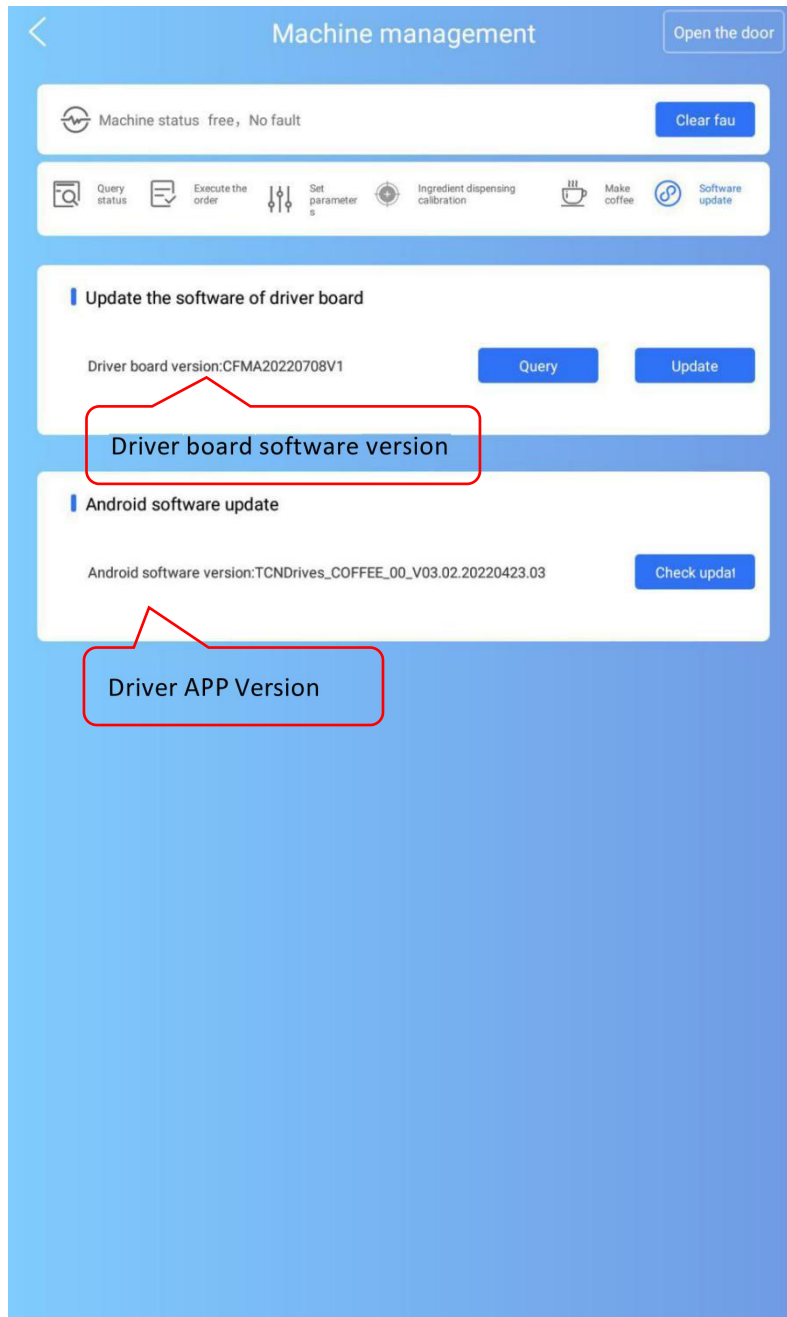 Machine management
Open the door
Machine status free, No fault
Clear fau
Query
status
Execute the
order
Set
parameter
s
Ingredient dispensing
calibration
Make
coffee
Software
update
Update the software of driver board
Driver board version:CFMA20220708V1
Query
Update
Driver board software version
Android software update
Android software version:TCNDrives_COFFEE_00_V03.02.20220423.03
Check updat
Driver APP Version